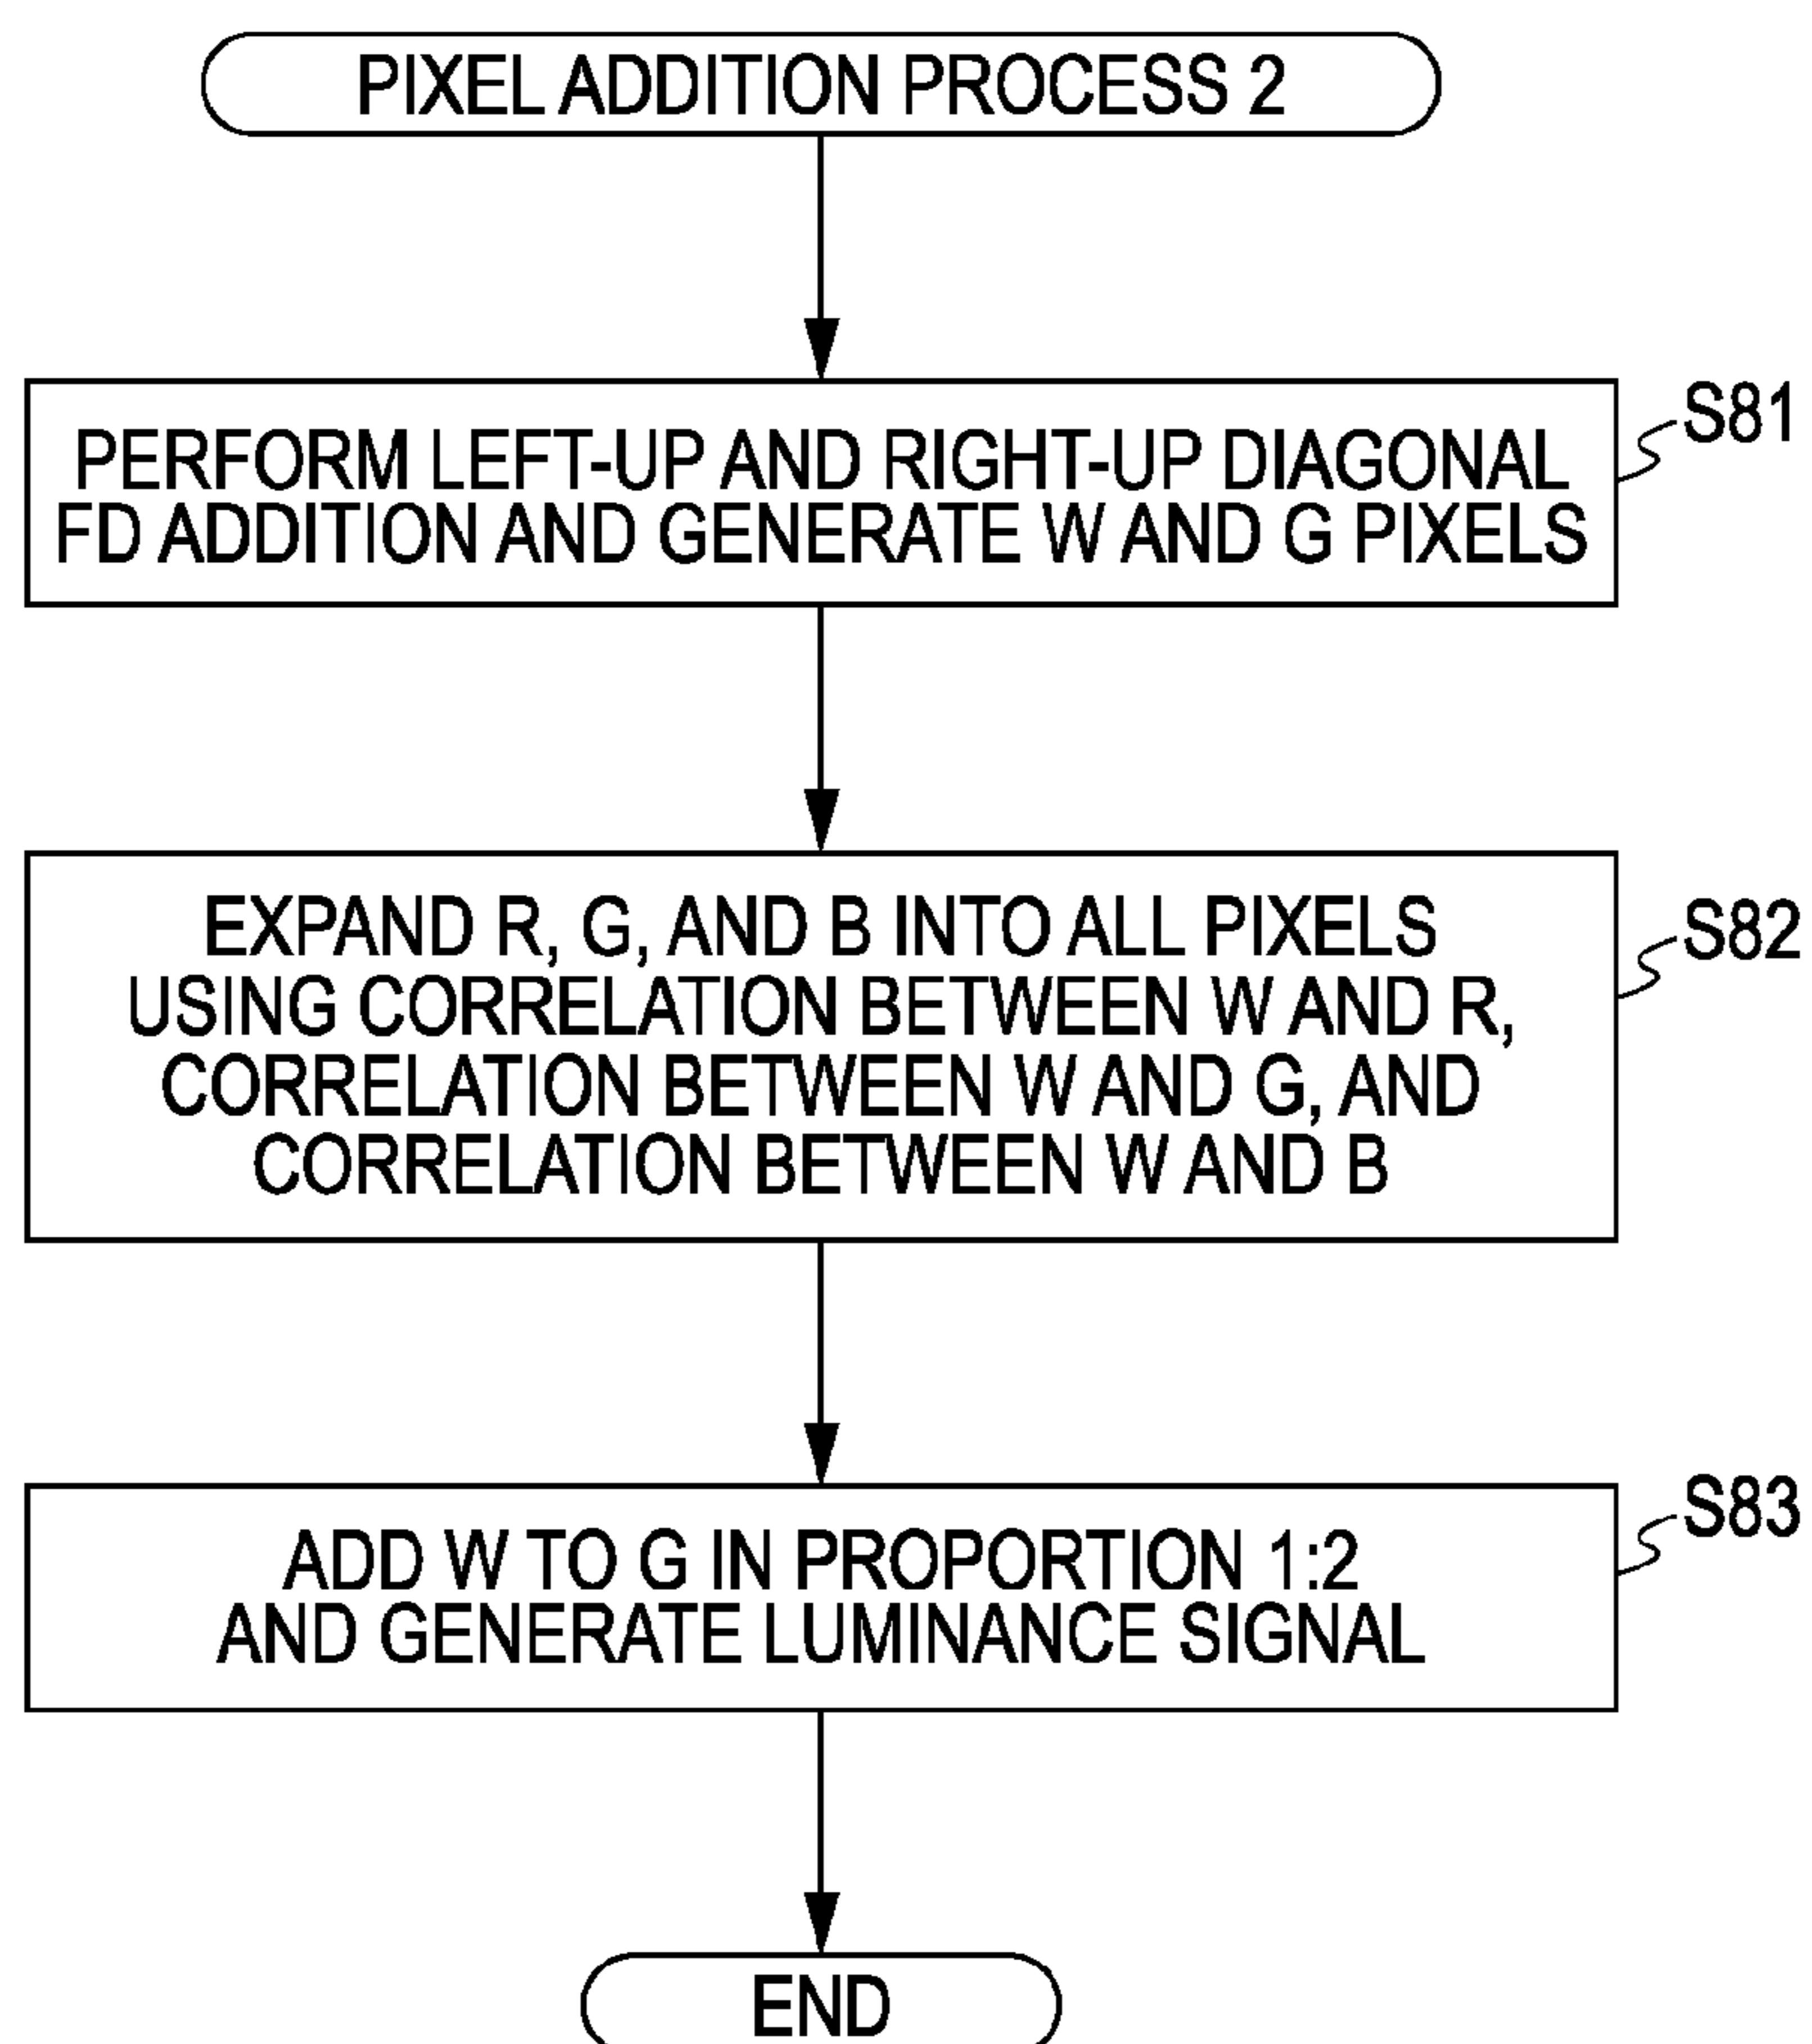 PIXEL ADDITION PROCESS 2
PERFORM LEFT-UP AND RIGHT-UP DIAGONAL
FD ADDITION AND GENERATE W AND G PIXELS
S81
EXPAND R, G, AND B INTO ALL PIXELS
USING CORRELATION BETWEEN W AND R,
CORRELATION BETWEEN W AND G, AND
CORRELATION BETWEEN W AND B
S82
ADD W TO G IN PROPORTION 1:2
AND GENERATE LUMINANCE SIGNAL
S83
END